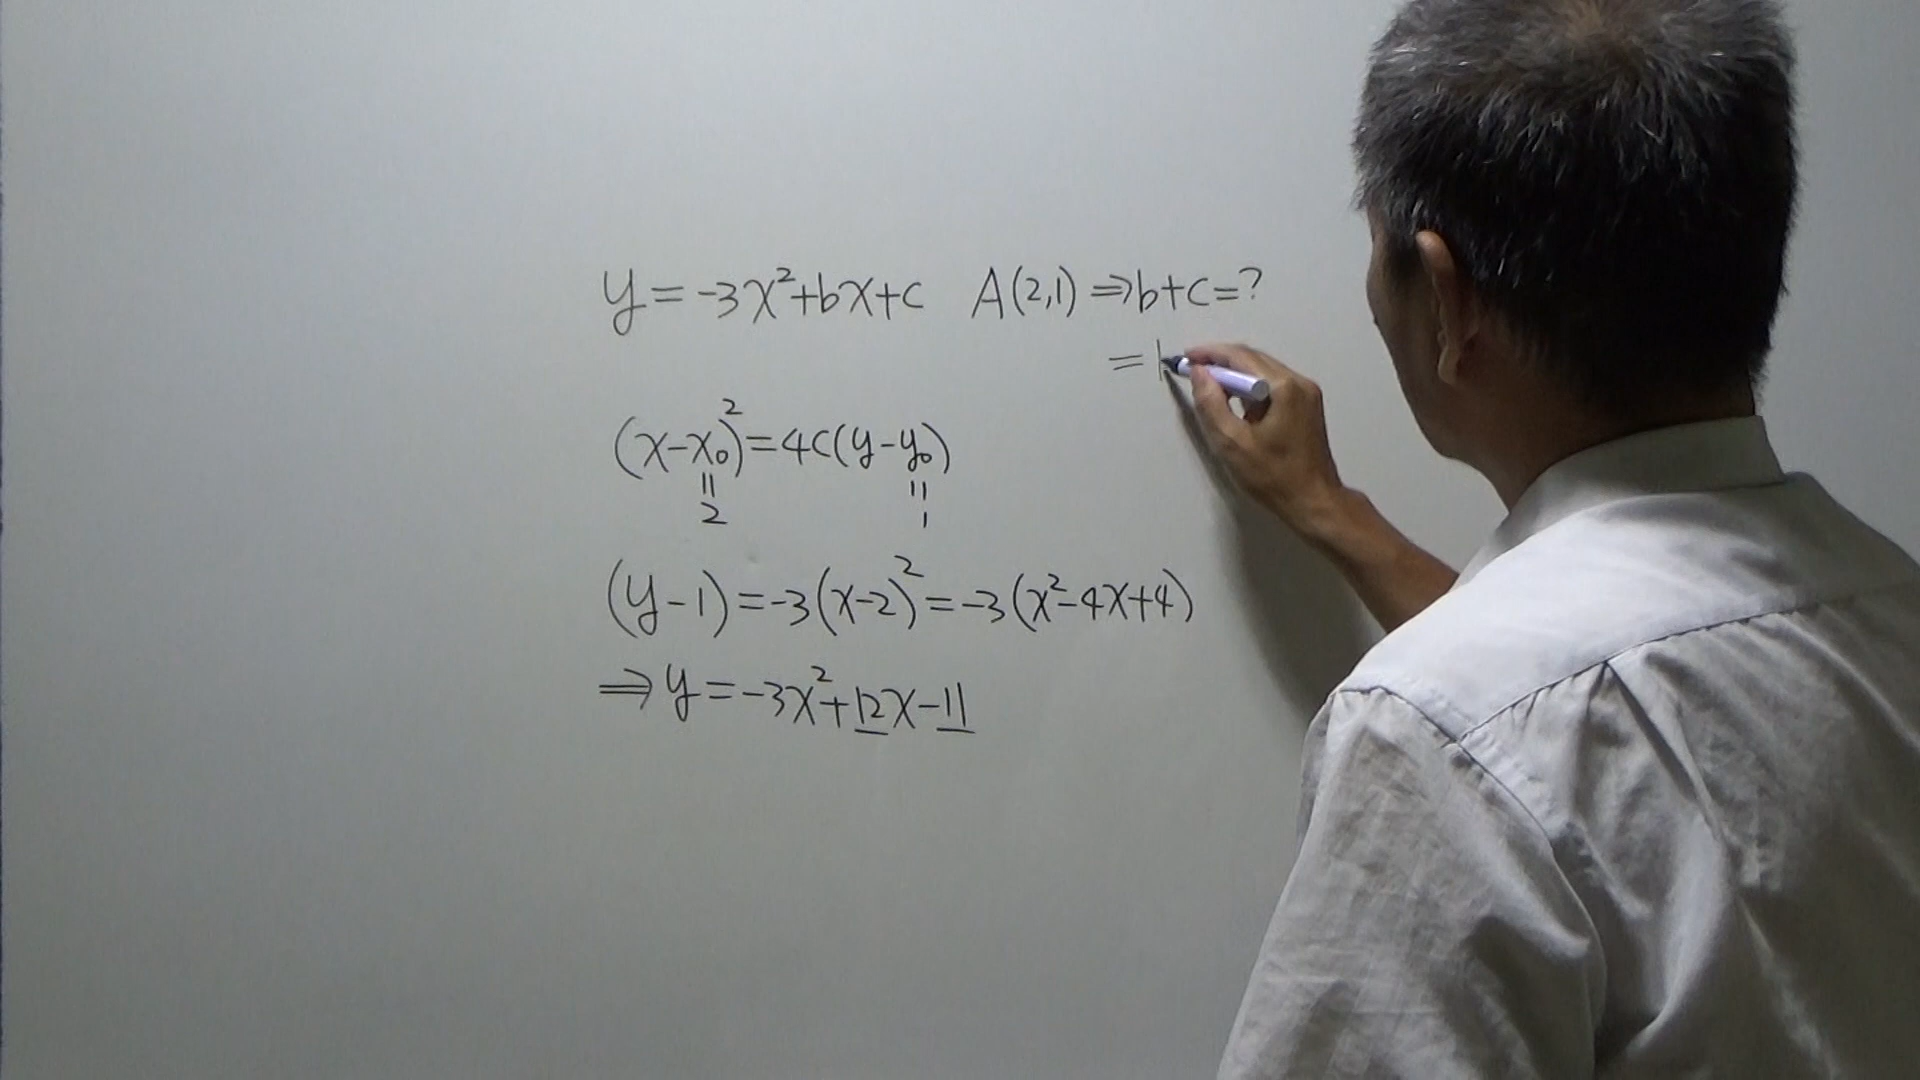 y=-3x²+bx+c A(2,1)⇒b+c=?
=1
(x-x₀)²=4c(y-y₀)
|| ||
2 1
(y-1)=-3(x-2)²=-3(x²-4x+4)
⇒y=-3x²+12x-11